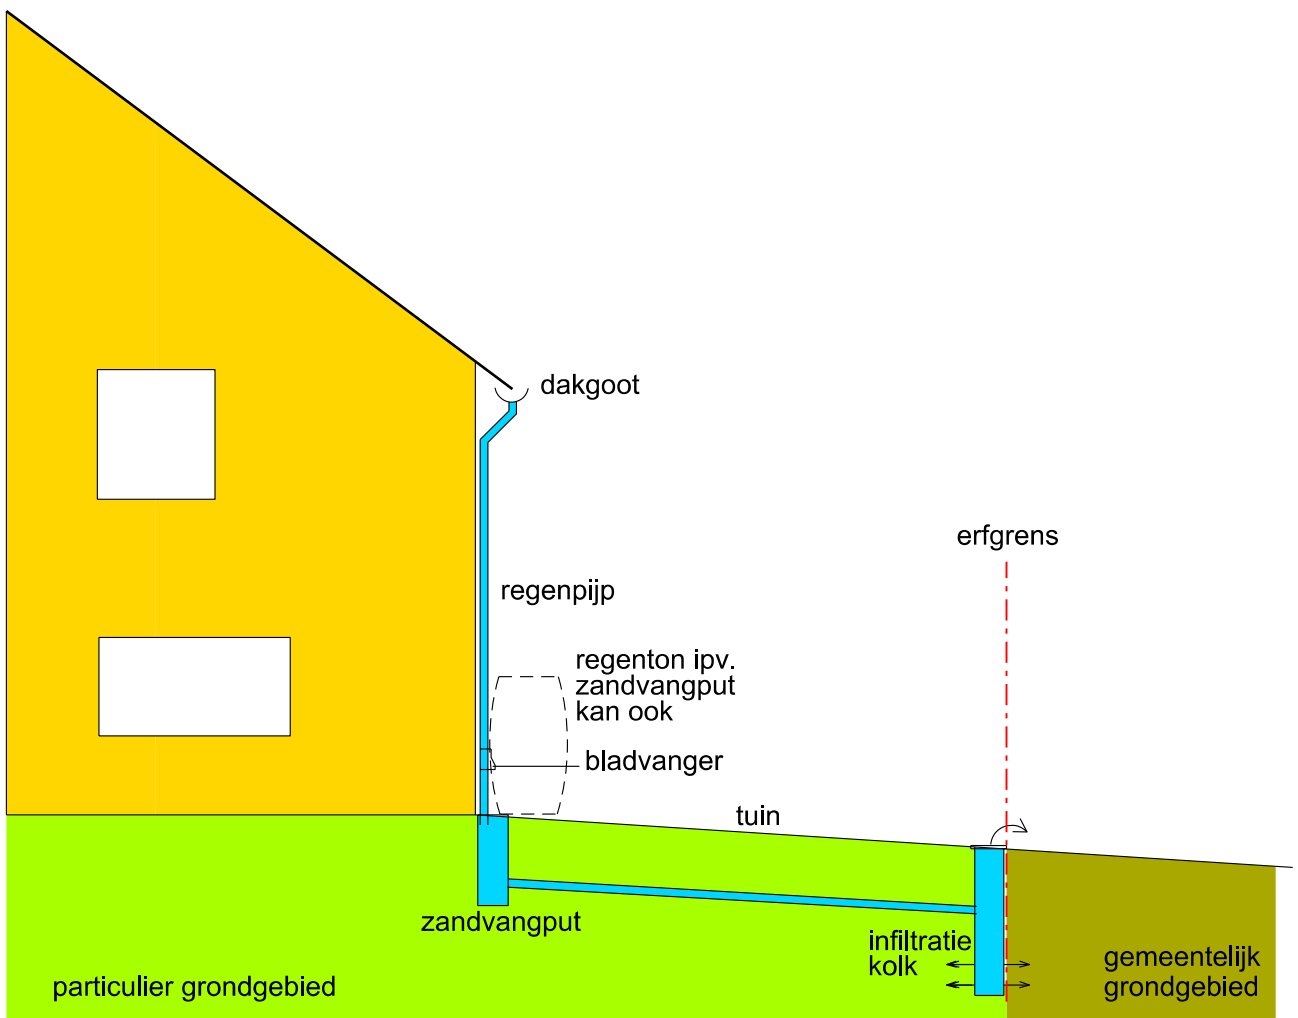 dakgoot
erfgrens
regenpijp
regenton ipv.
zandvangput
kan ook
bladvanger
tuin
zandvangput
infiltratie
kolk
gemeentelijk
grondgebied
particulier grondgebied